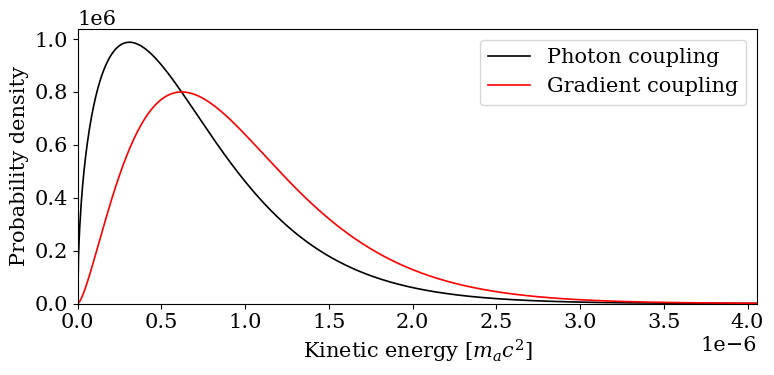 1e6
Probability density
1.0
0.8
0.6
0.4
0.2
0.0
Photon coupling
Gradient coupling
0.0 0.5 1.0 1.5 2.0 2.5 3.0 3.5 4.0
1e−6
Kinetic energy [$m_a c^2$]